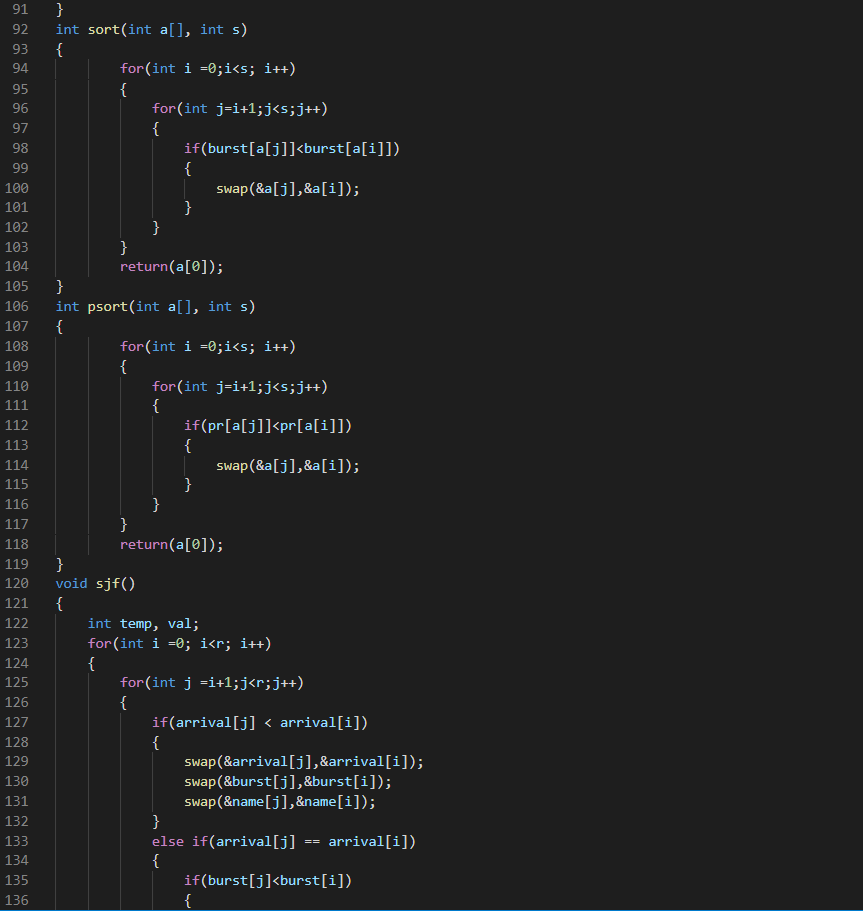 91 }
92 int sort(int a[], int s)
93 {
94 for(int i =0;i<s; i++)
95 {
96 for(int j=i+1;j<s;j++)
97 {
98 if(burst[a[j]]<burst[a[i]])
99 {
100 swap(&a[j],&a[i]);
101 }
102 }
103 }
104 return(a[0]);
105 }
106 int psort(int a[], int s)
107 {
108 for(int i =0;i<s; i++)
109 {
110 for(int j=i+1;j<s;j++)
111 {
112 if(pr[a[j]]<pr[a[i]])
113 {
114 swap(&a[j],&a[i]);
115 }
116 }
117 }
118 return(a[0]);
119 }
120 void sjf()
121 {
122 int temp, val;
123 for(int i =0; i<r; i++)
124 {
125 for(int j =i+1;j<r;j++)
126 {
127 if(arrival[j] < arrival[i])
128 {
129 swap(&arrival[j],&arrival[i]);
130 swap(&burst[j],&burst[i]);
131 swap(&name[j],&name[i]);
132 }
133 else if(arrival[j] == arrival[i])
134 {
135 if(burst[j]<burst[i])
136 {